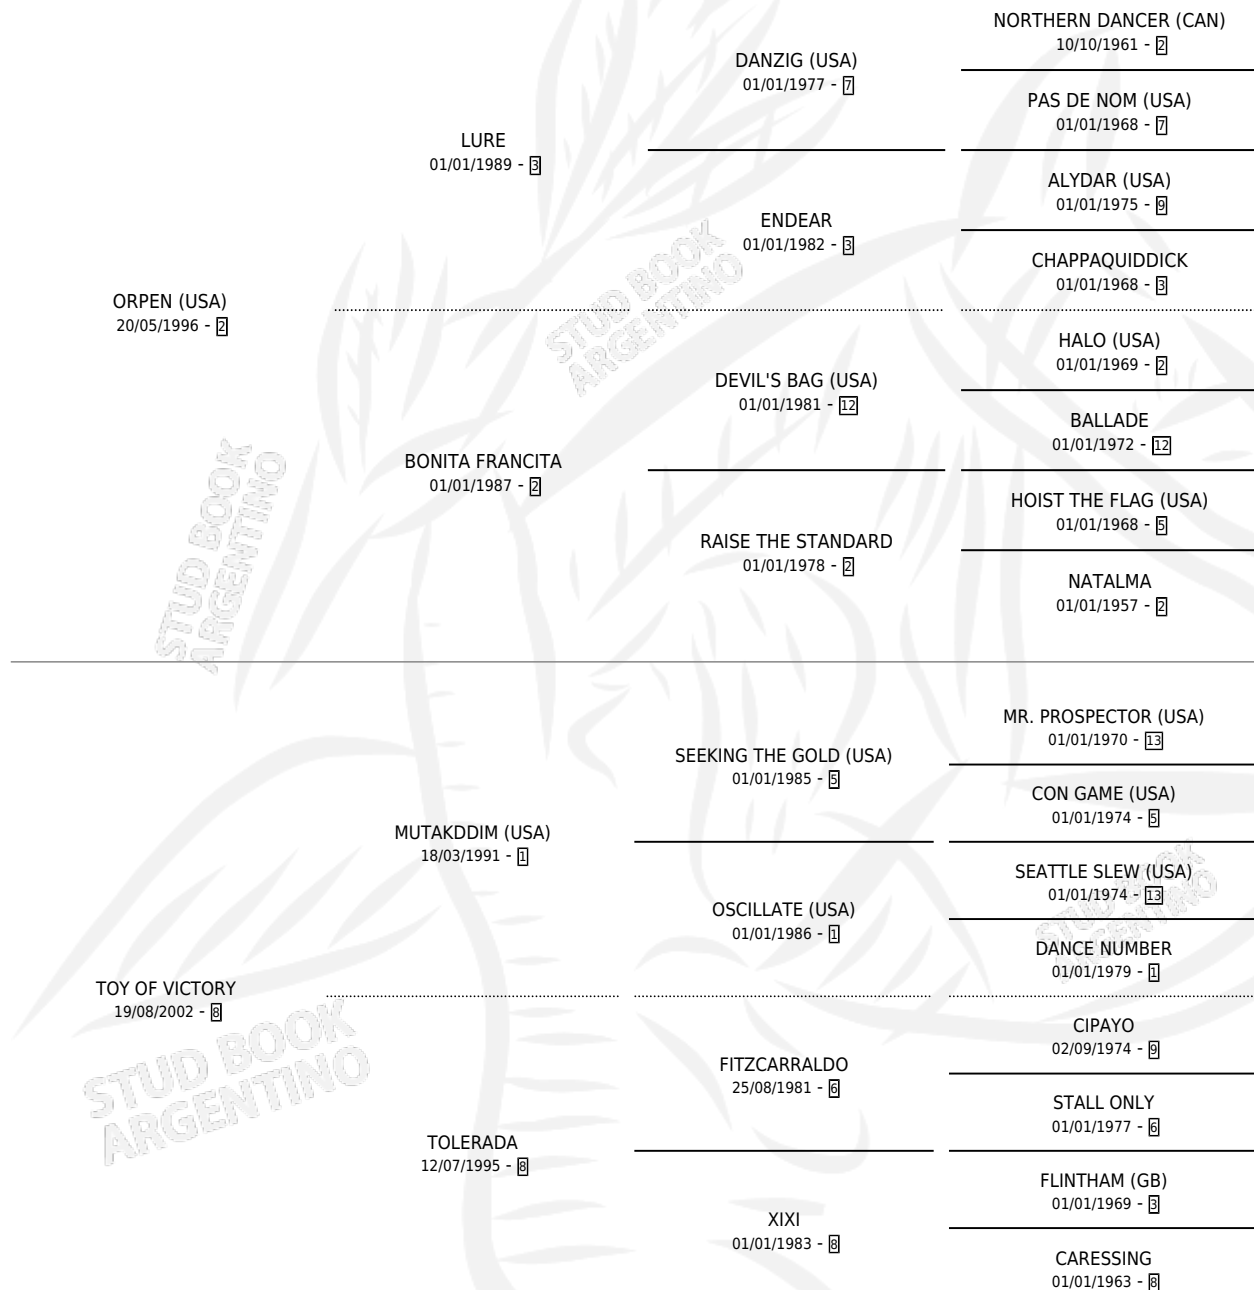 NORTHERN DANCER (CAN)
10/10/1961 - 2
DANZIG (USA)
01/01/1977 - 7
PAS DE NOM (USA)
01/01/1968 - 7
LURE
01/01/1989 - 3
ALYDAR (USA)
01/01/1975 - 9
ENDEAR
01/01/1982 - 3
CHAPPAQUIDDICK
01/01/1968 - 3
ORPEN (USA)
20/05/1996 - 2
HALO (USA)
01/01/1969 - 2
DEVIL'S BAG (USA)
01/01/1981 - 12
BALLADE
01/01/1972 - 12
BONITA FRANCITA
01/01/1987 - 2
HOIST THE FLAG (USA)
01/01/1968 - 5
RAISE THE STANDARD
01/01/1978 - 2
NATALMA
01/01/1957 - 2
STUD BOOK
ARGENTINO
STUD BOOK
ARGENTINO
MR. PROSPECTOR (USA)
01/01/1970 - 13
SEEKING THE GOLD (USA)
01/01/1985 - 5
CON GAME (USA)
01/01/1974 - 5
MUTAKDDIM (USA)
18/03/1991 - 1
SEATTLE SLEW (USA)
01/01/1974 - 13
OSCILLATE (USA)
01/01/1986 - 1
DANCE NUMBER
01/01/1979 - 1
TOY OF VICTORY
19/08/2002 - 8
CIPAYO
02/09/1974 - 9
FITZCARRALDO
25/08/1981 - 6
STALL ONLY
01/01/1977 - 6
TOLERADA
12/07/1995 - 8
FLINTHAM (GB)
01/01/1969 - 3
XIXI
01/01/1983 - 8
CARESSING
01/01/1963 - 8
STUD BOOK
ARGENTINO
STUD BOOK
ARGENTINO